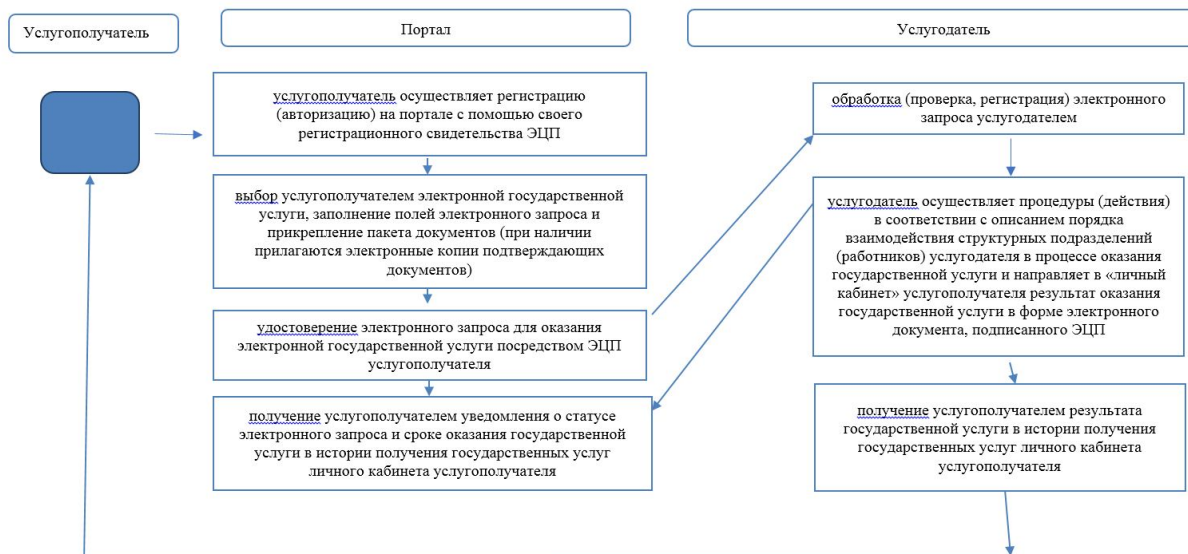 Услугополучатель
Портал
Услугодатель
услугополучатель осуществляет регистрацию
(авторизацию) на портале с помощью своего
регистрационного свидетельства ЭЦП
выбор услугополучателем электронной государственной
услуги, заполнение полей электронного запроса и
прикрепление пакета документов (при наличии
прилагаются электронные копии подтверждающих
документов)
удостоверение электронного запроса для оказания
электронной государственной услуги посредством ЭЦП
услугополучателя
получение услугополучателем уведомления о статусе
электронного запроса и сроке оказания государственной
услуги в истории получения государственных услуг
личного кабинета услугополучателя
обработка (проверка, регистрация) электронного
запроса услугодателем
услугодатель осуществляет процедуры (действия)
в соответствии с описанием порядка
взаимодействия структурных подразделений
(работников) услугодателя в процессе оказания
государственной услуги и направляет в «личный
кабинет» услугополучателя результат оказания
государственной услуги в форме электронного
документа, подписанного ЭЦП
получение услугополучателем результата
государственной услуги в истории получения
государственных услуг личного кабинета
услугополучателя